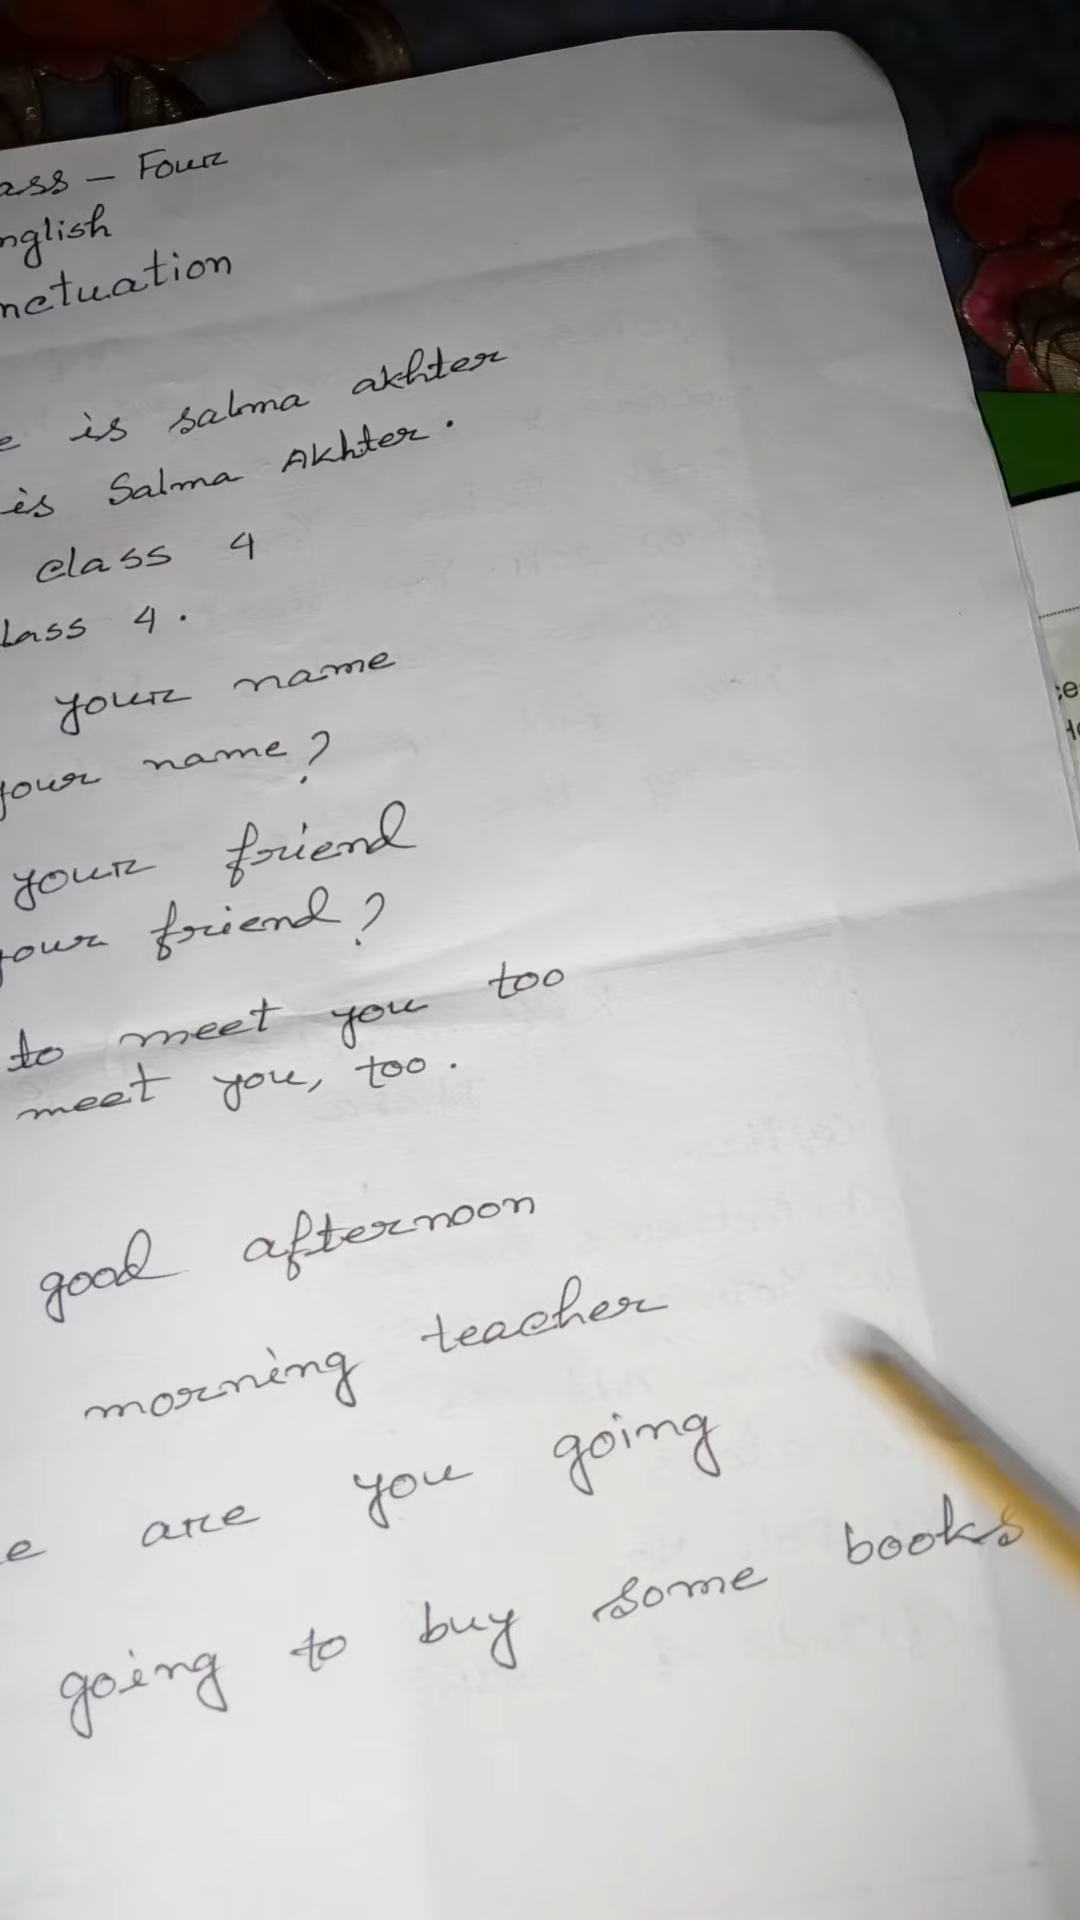 ass - Four
nglish
nctuation
e is salma akhter
is Salma Akhter.
class 4
lass 4.
your name
your name?
your friend
your friend?
to meet you too
meet you, too.
good afternoon
morning teacher
e are you going
going to buy some books